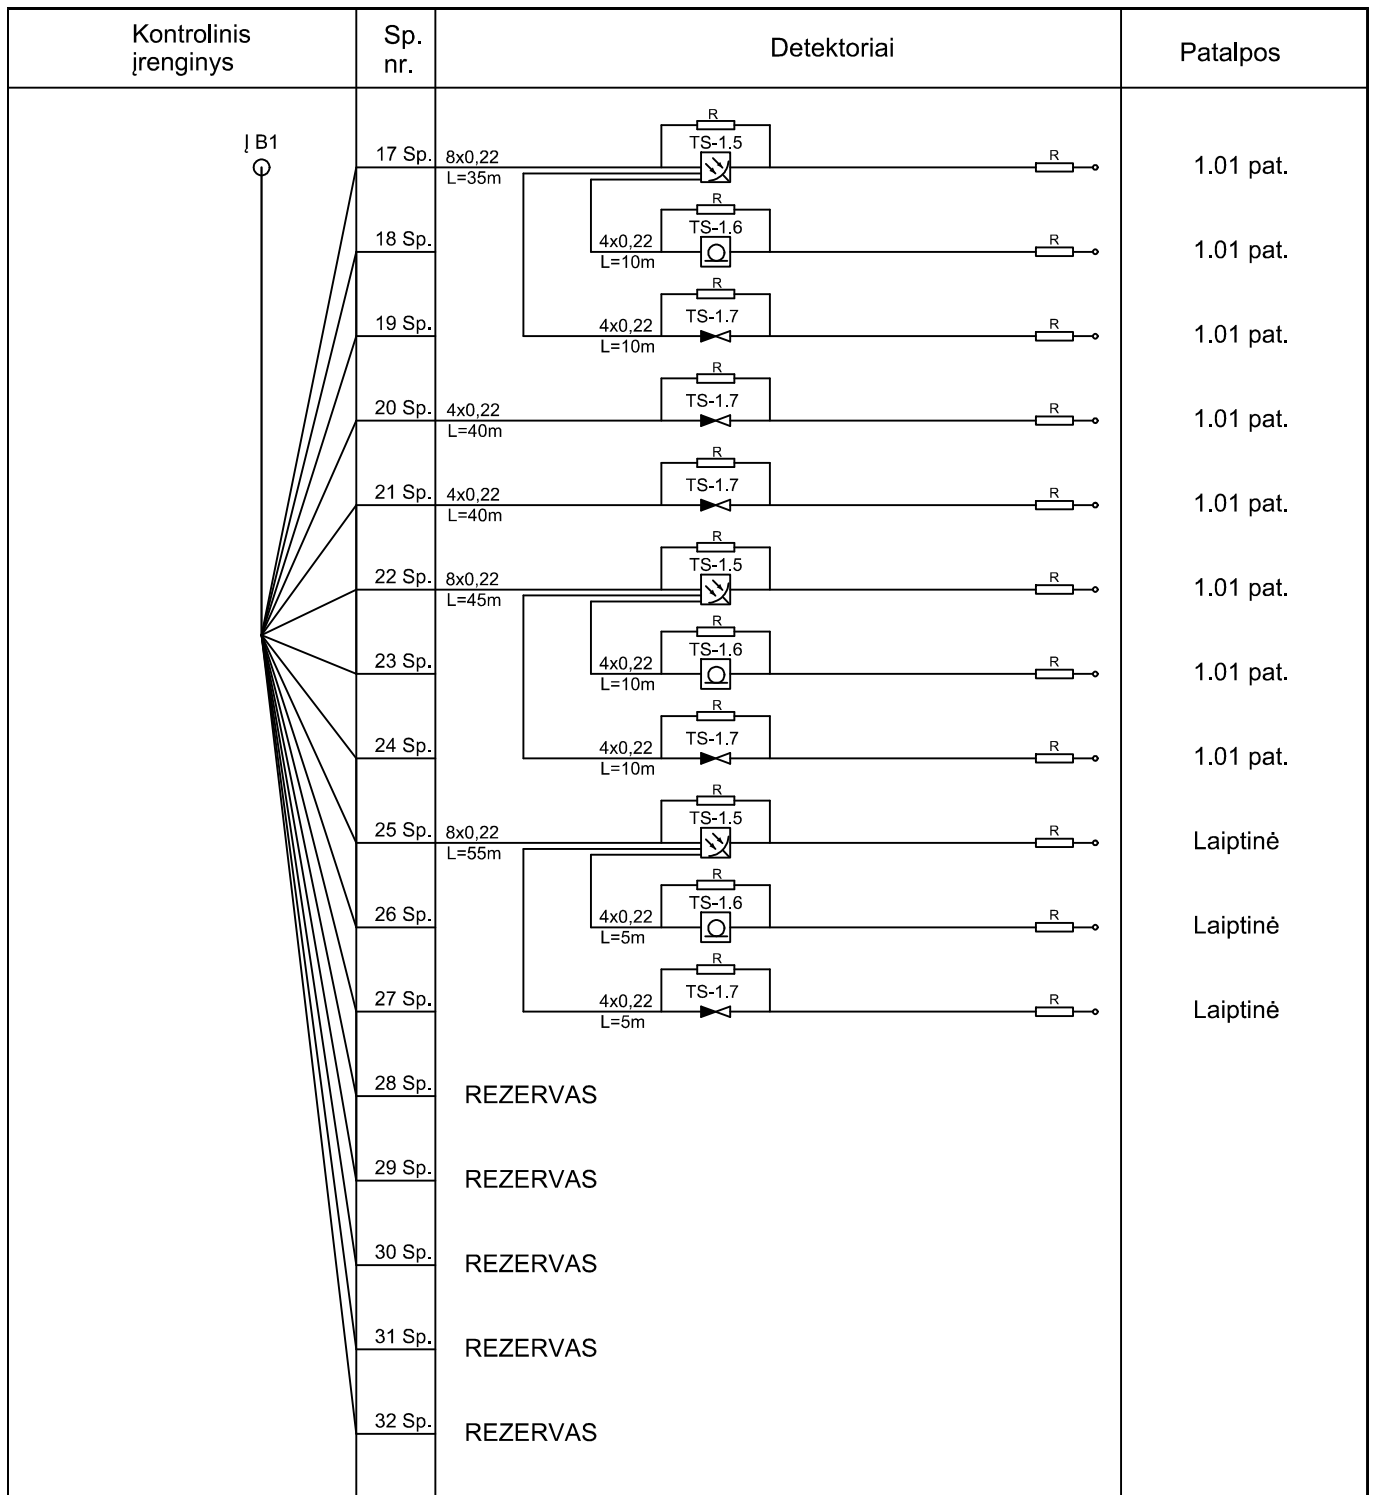 Kontrolinis
įrenginys
Sp.
nr.
Detektoriai
Patalpos
Į B1
17 Sp.
8x0,22
L=35m
R
TS-1.5
R
1.01 pat.
18 Sp.
4x0,22
L=10m
R
TS-1.6
R
1.01 pat.
19 Sp.
4x0,22
L=10m
R
TS-1.7
R
1.01 pat.
20 Sp.
4x0,22
L=40m
R
TS-1.7
R
1.01 pat.
21 Sp.
4x0,22
L=40m
R
TS-1.7
R
1.01 pat.
22 Sp.
8x0,22
L=45m
R
TS-1.5
R
1.01 pat.
23 Sp.
4x0,22
L=10m
R
TS-1.6
R
1.01 pat.
24 Sp.
4x0,22
L=10m
R
TS-1.7
R
1.01 pat.
25 Sp.
8x0,22
L=55m
R
TS-1.5
R
Laiptinė
26 Sp.
4x0,22
L=5m
R
TS-1.6
R
Laiptinė
27 Sp.
4x0,22
L=5m
R
TS-1.7
R
Laiptinė
28 Sp.
REZERVAS
29 Sp.
REZERVAS
30 Sp.
REZERVAS
31 Sp.
REZERVAS
32 Sp.
REZERVAS